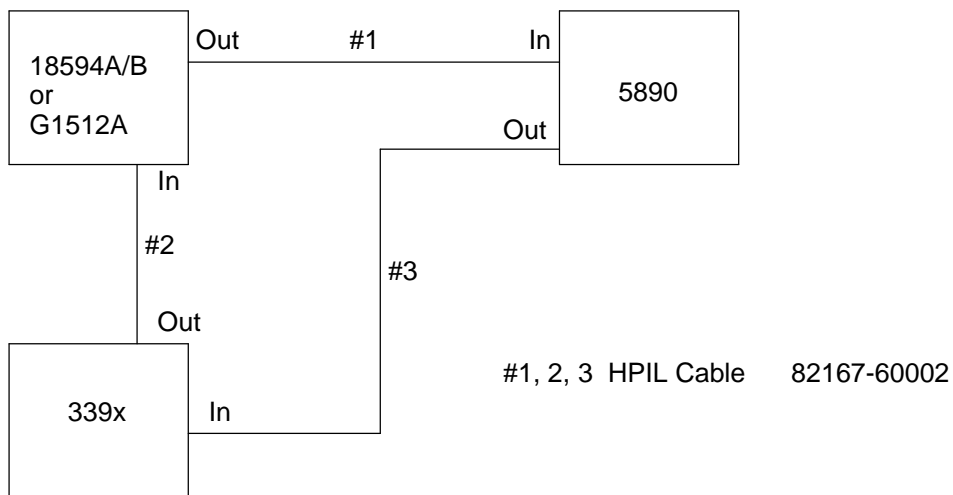 Out #1 In
18594A/B
or
G1512A
5890
Out
In
#2
#3
Out
#1, 2, 3 HPIL Cable 82167-60002
339x In